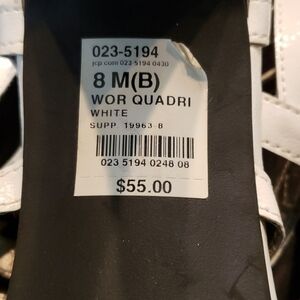 023-5194
jcp com 023 5194 0430
8 M(B)
WOR QUADRI
WHITE
SUPP. 19963-8
023 5194 0248 08
$55.00